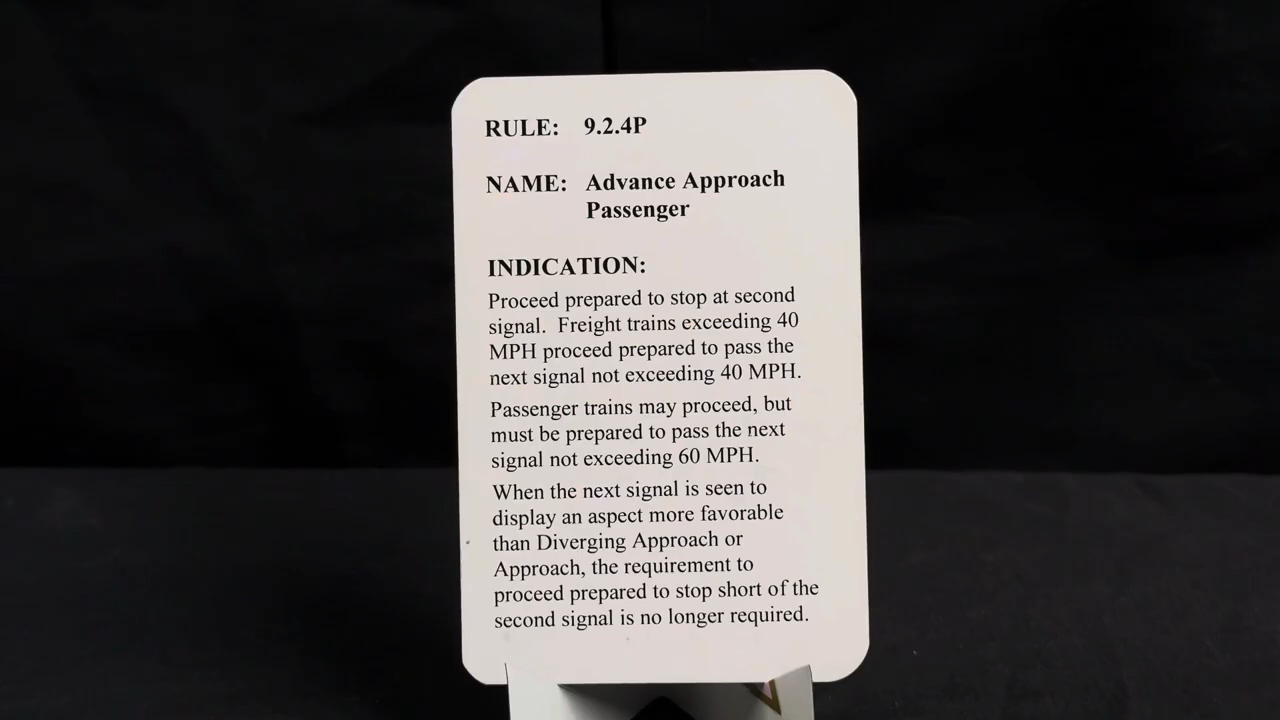 RULE: 9.2.4P
NAME: Advance Approach
Passenger
INDICATION:
Proceed prepared to stop at second
signal. Freight trains exceeding 40
MPH proceed prepared to pass the
next signal not exceeding 40 MPH.
Passenger trains may proceed, but
must be prepared to pass the next
signal not exceeding 60 MPH.
When the next signal is seen to
display an aspect more favorable
than Diverging Approach or
Approach, the requirement to
proceed prepared to stop short of the
second signal is no longer required.